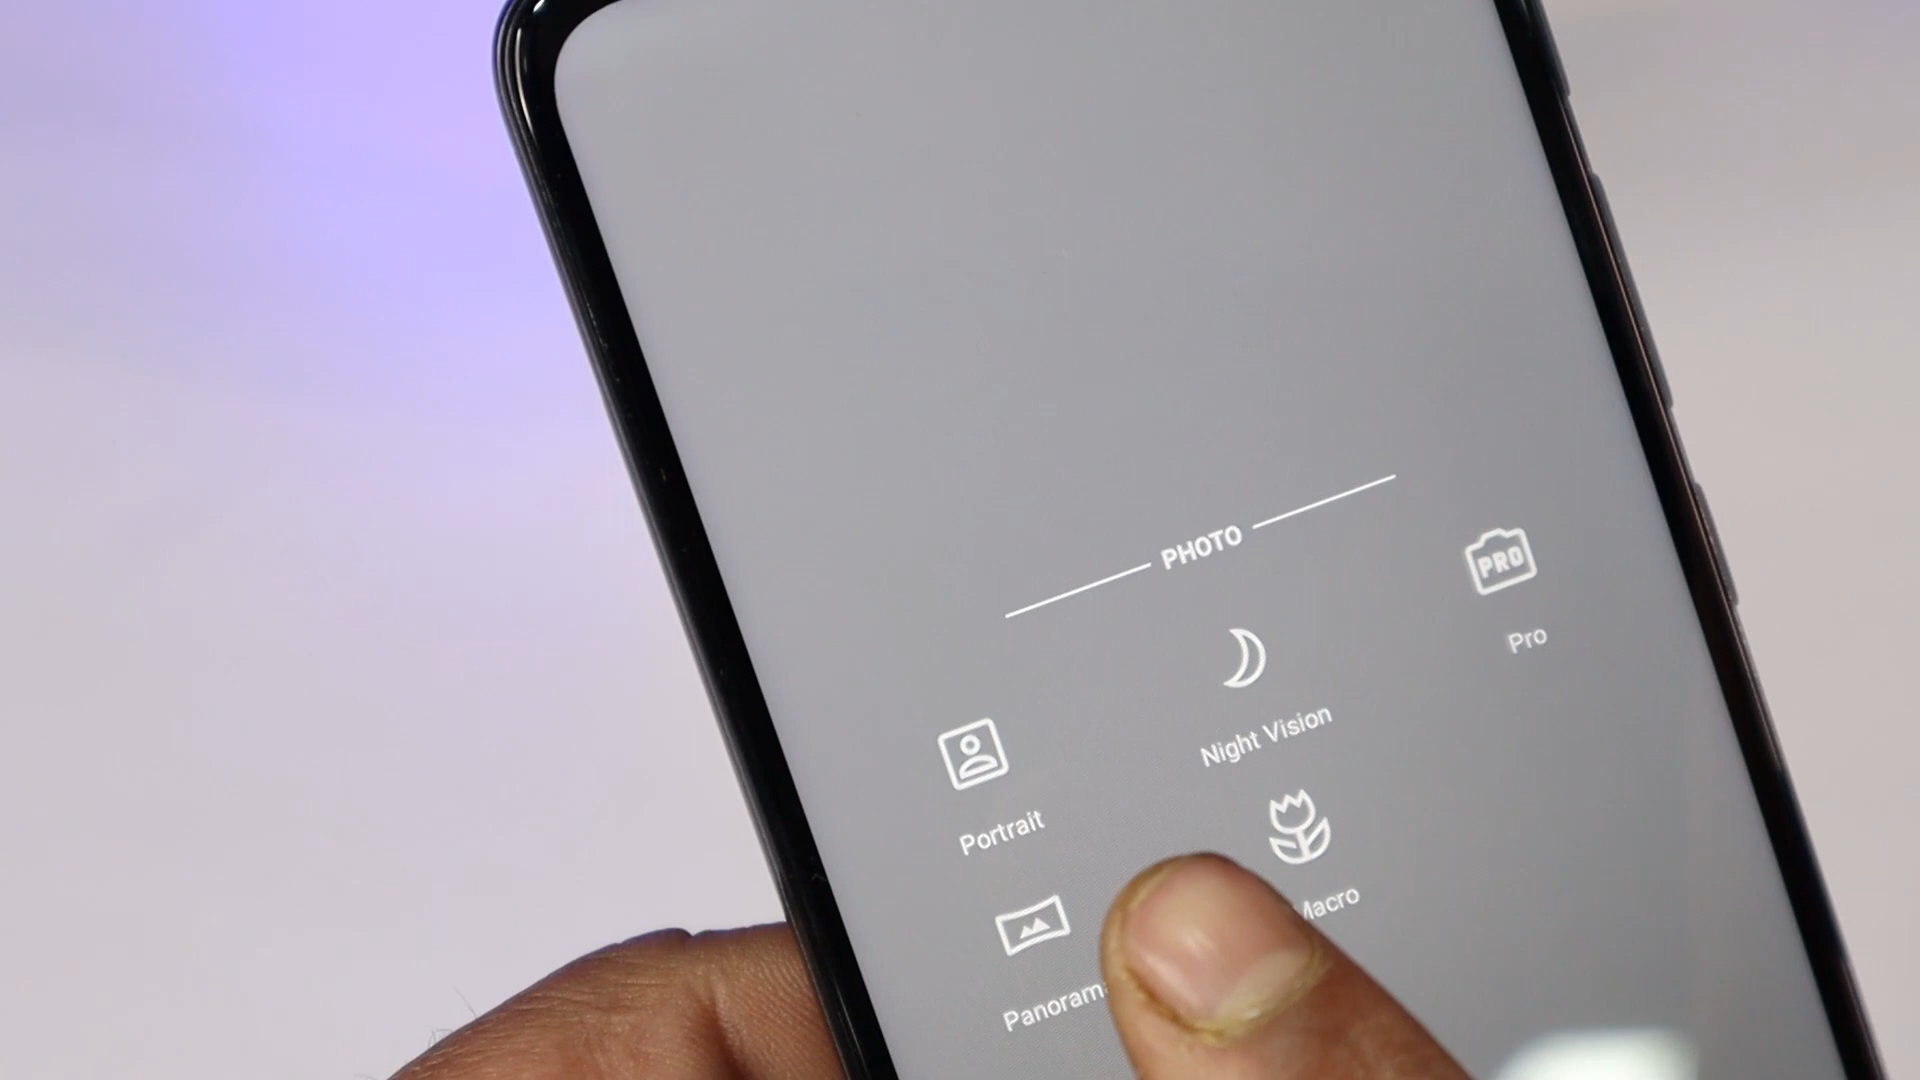 PHOTO
PRO
Pro
Night Vision
Portrait
Macro
Panorama